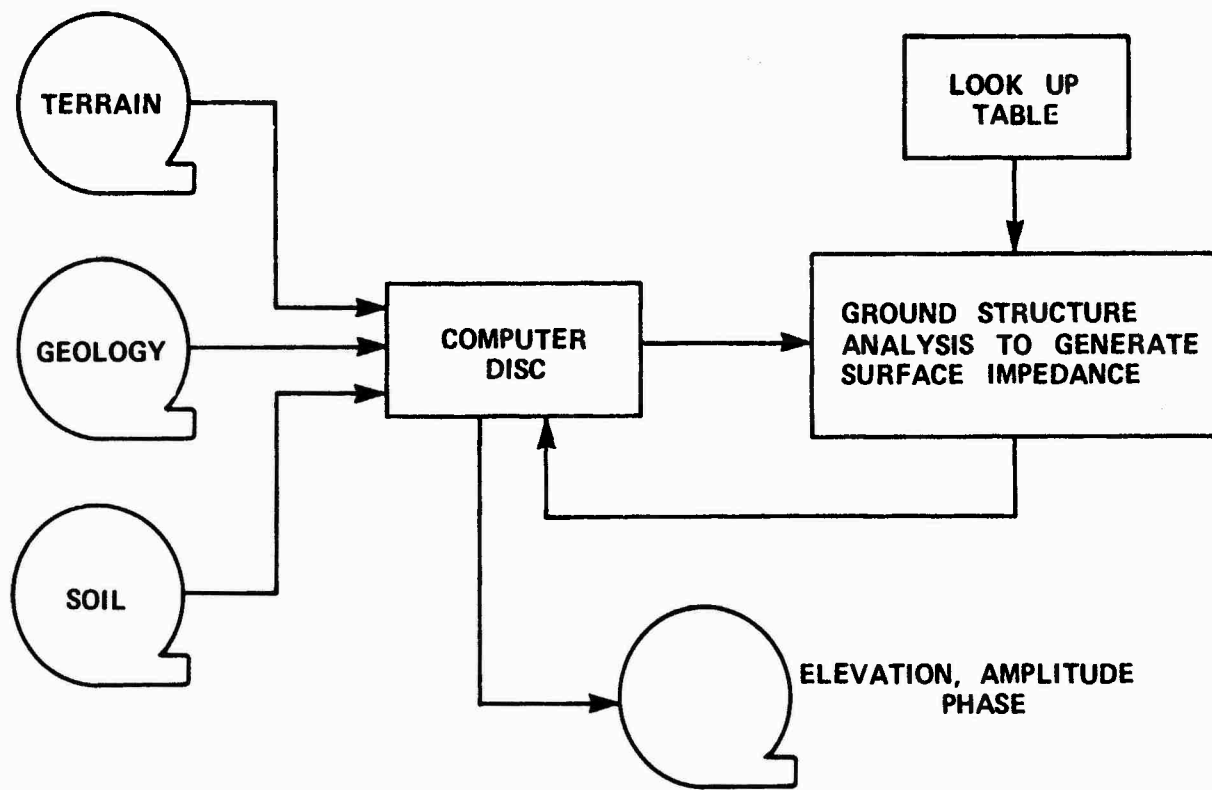 TERRAIN
LOOK UP
TABLE
GEOLOGY
COMPUTER
DISC
GROUND STRUCTURE
ANALYSIS TO GENERATE
SURFACE IMPEDANCE
SOIL
ELEVATION, AMPLITUDE
PHASE